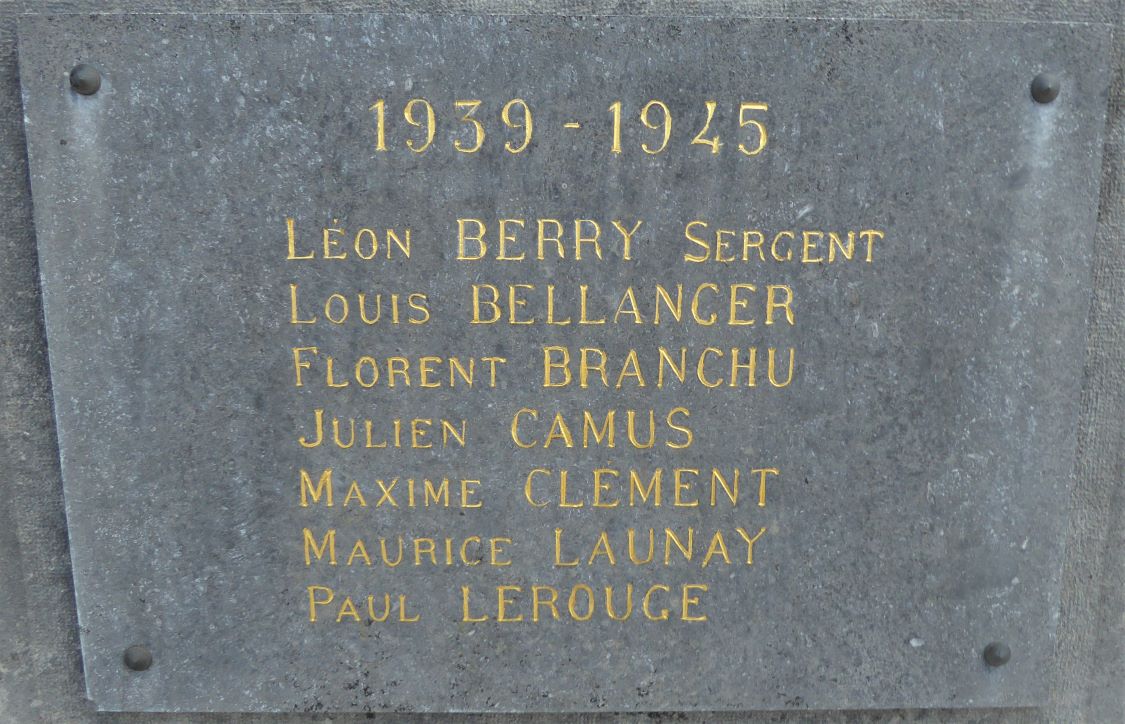 1939 - 1945
LÉON BERRY SERGENT
LOUIS BELLANGER
FLORENT BRANCHU
JULIEN CAMUS
MAXIME CLÉMENT
MAURICE LAUNAY
PAUL LEROUGE